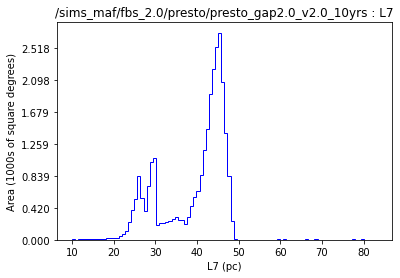 /sims_maf/fbs_2.0/presto/presto_gap2.0_v2.0_10yrs : L7
2.518
2.098
1.679
1.259
0.839
0.420
0.000
Area (1000s of square degrees)
10 20 30 40 50 60 70 80
L7 (pc)